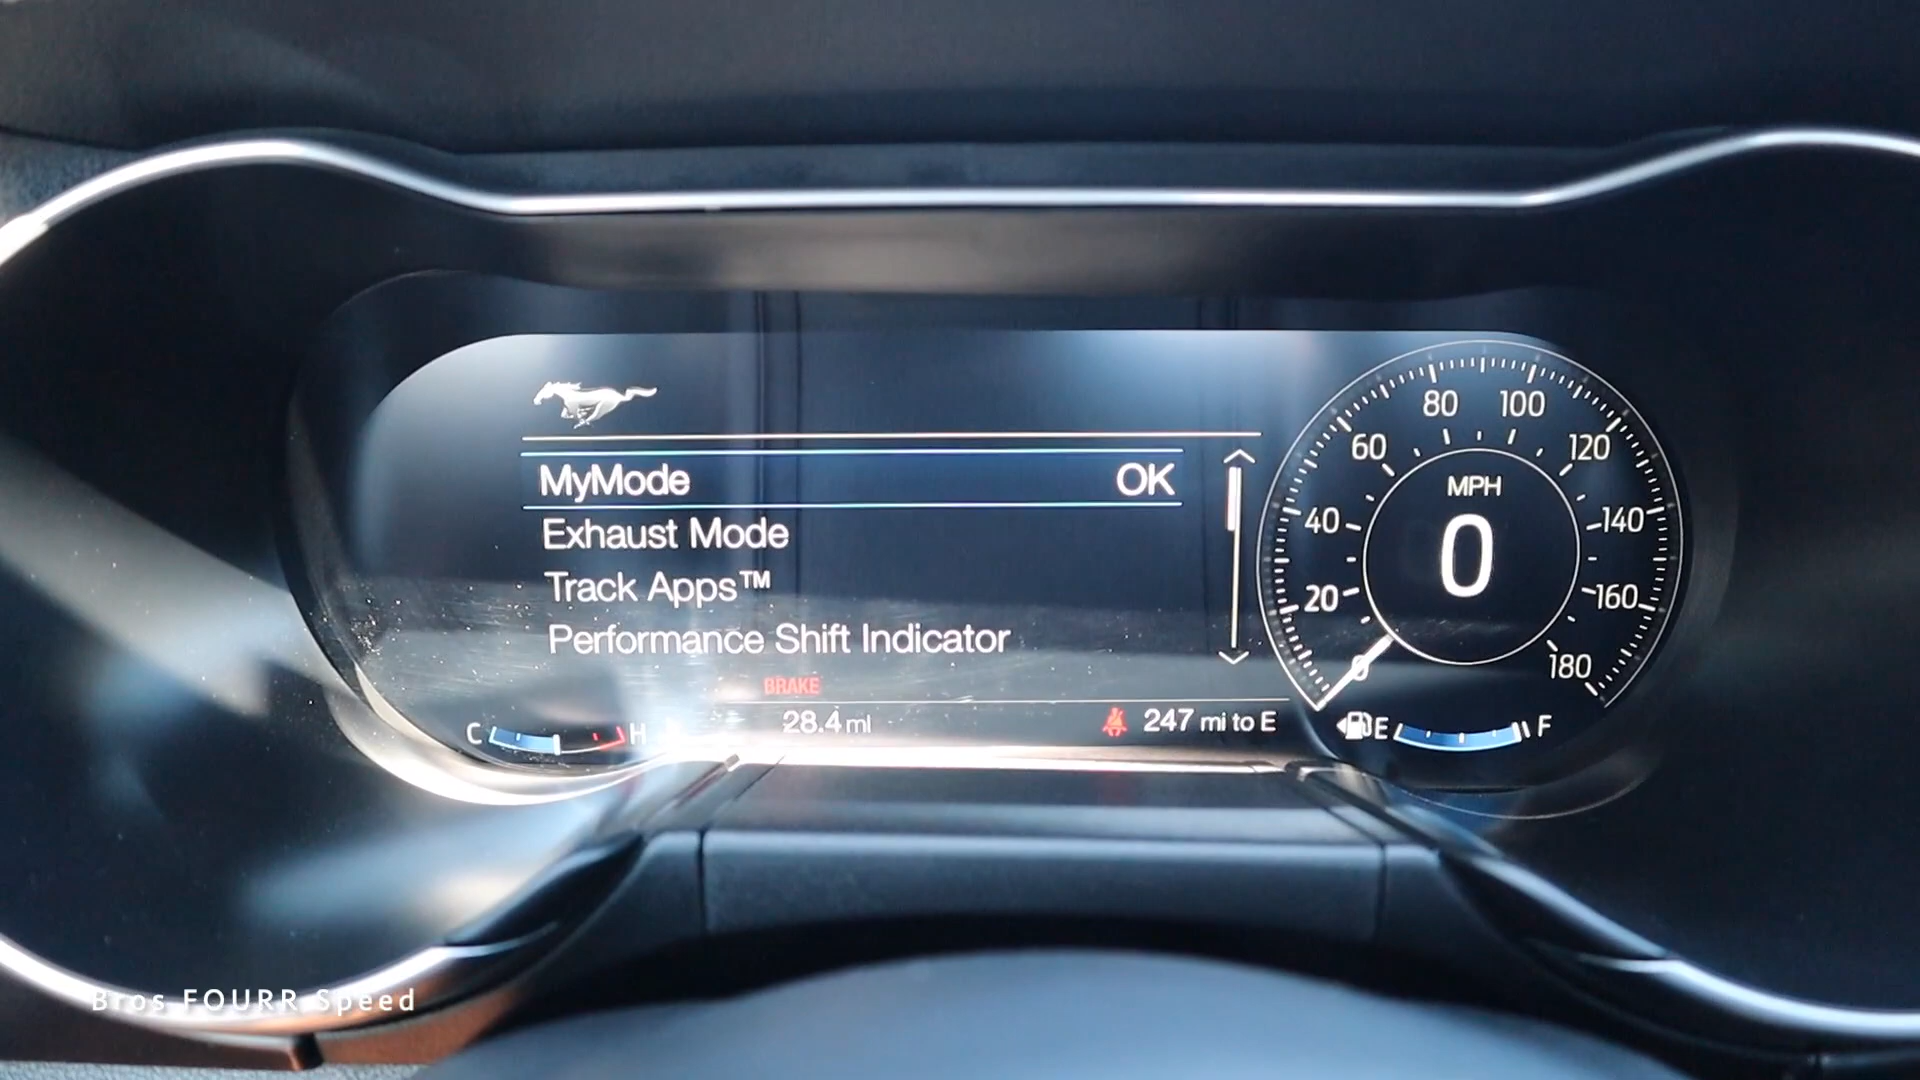 MyMode OK
Exhaust Mode
Track Apps™
Performance Shift Indicator
BRAKE
C H
28.4 mi
247 mi to E
80 100
60 120
MPH
40 140
0
20 160
0 180
E F
Bros FOURR Speed